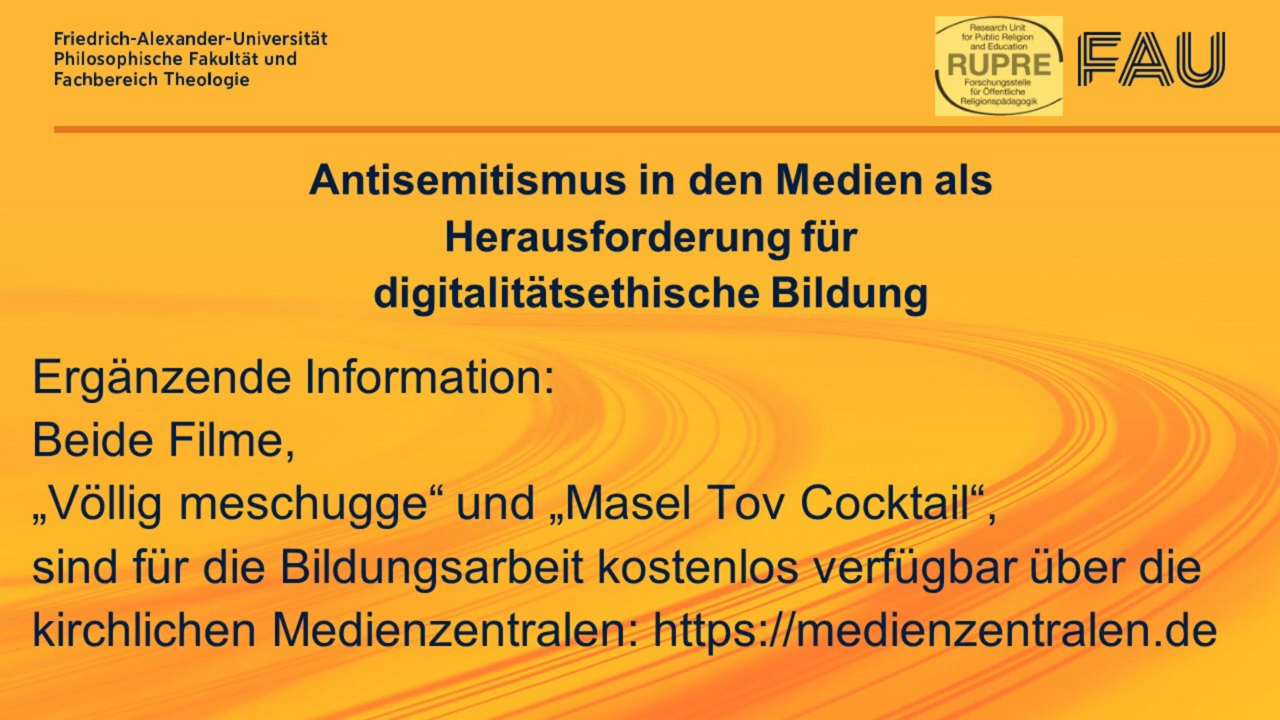 Friedrich-Alexander-Universität
Philosophische Fakultät und
Fachbereich Theologie
Research Unit
for Public Religion
and Education
RUPRE
Forschungsstelle
für Öffentliche
Religionspädagogik
FAU
Antisemitismus in den Medien als
Herausforderung für
digitalitätsethische Bildung
Ergänzende Information:
Beide Filme,
„Völlig meschugge“ und „Masel Tov Cocktail“,
sind für die Bildungsarbeit kostenlos verfügbar über die
kirchlichen Medienzentralen: https://medienzentralen.de